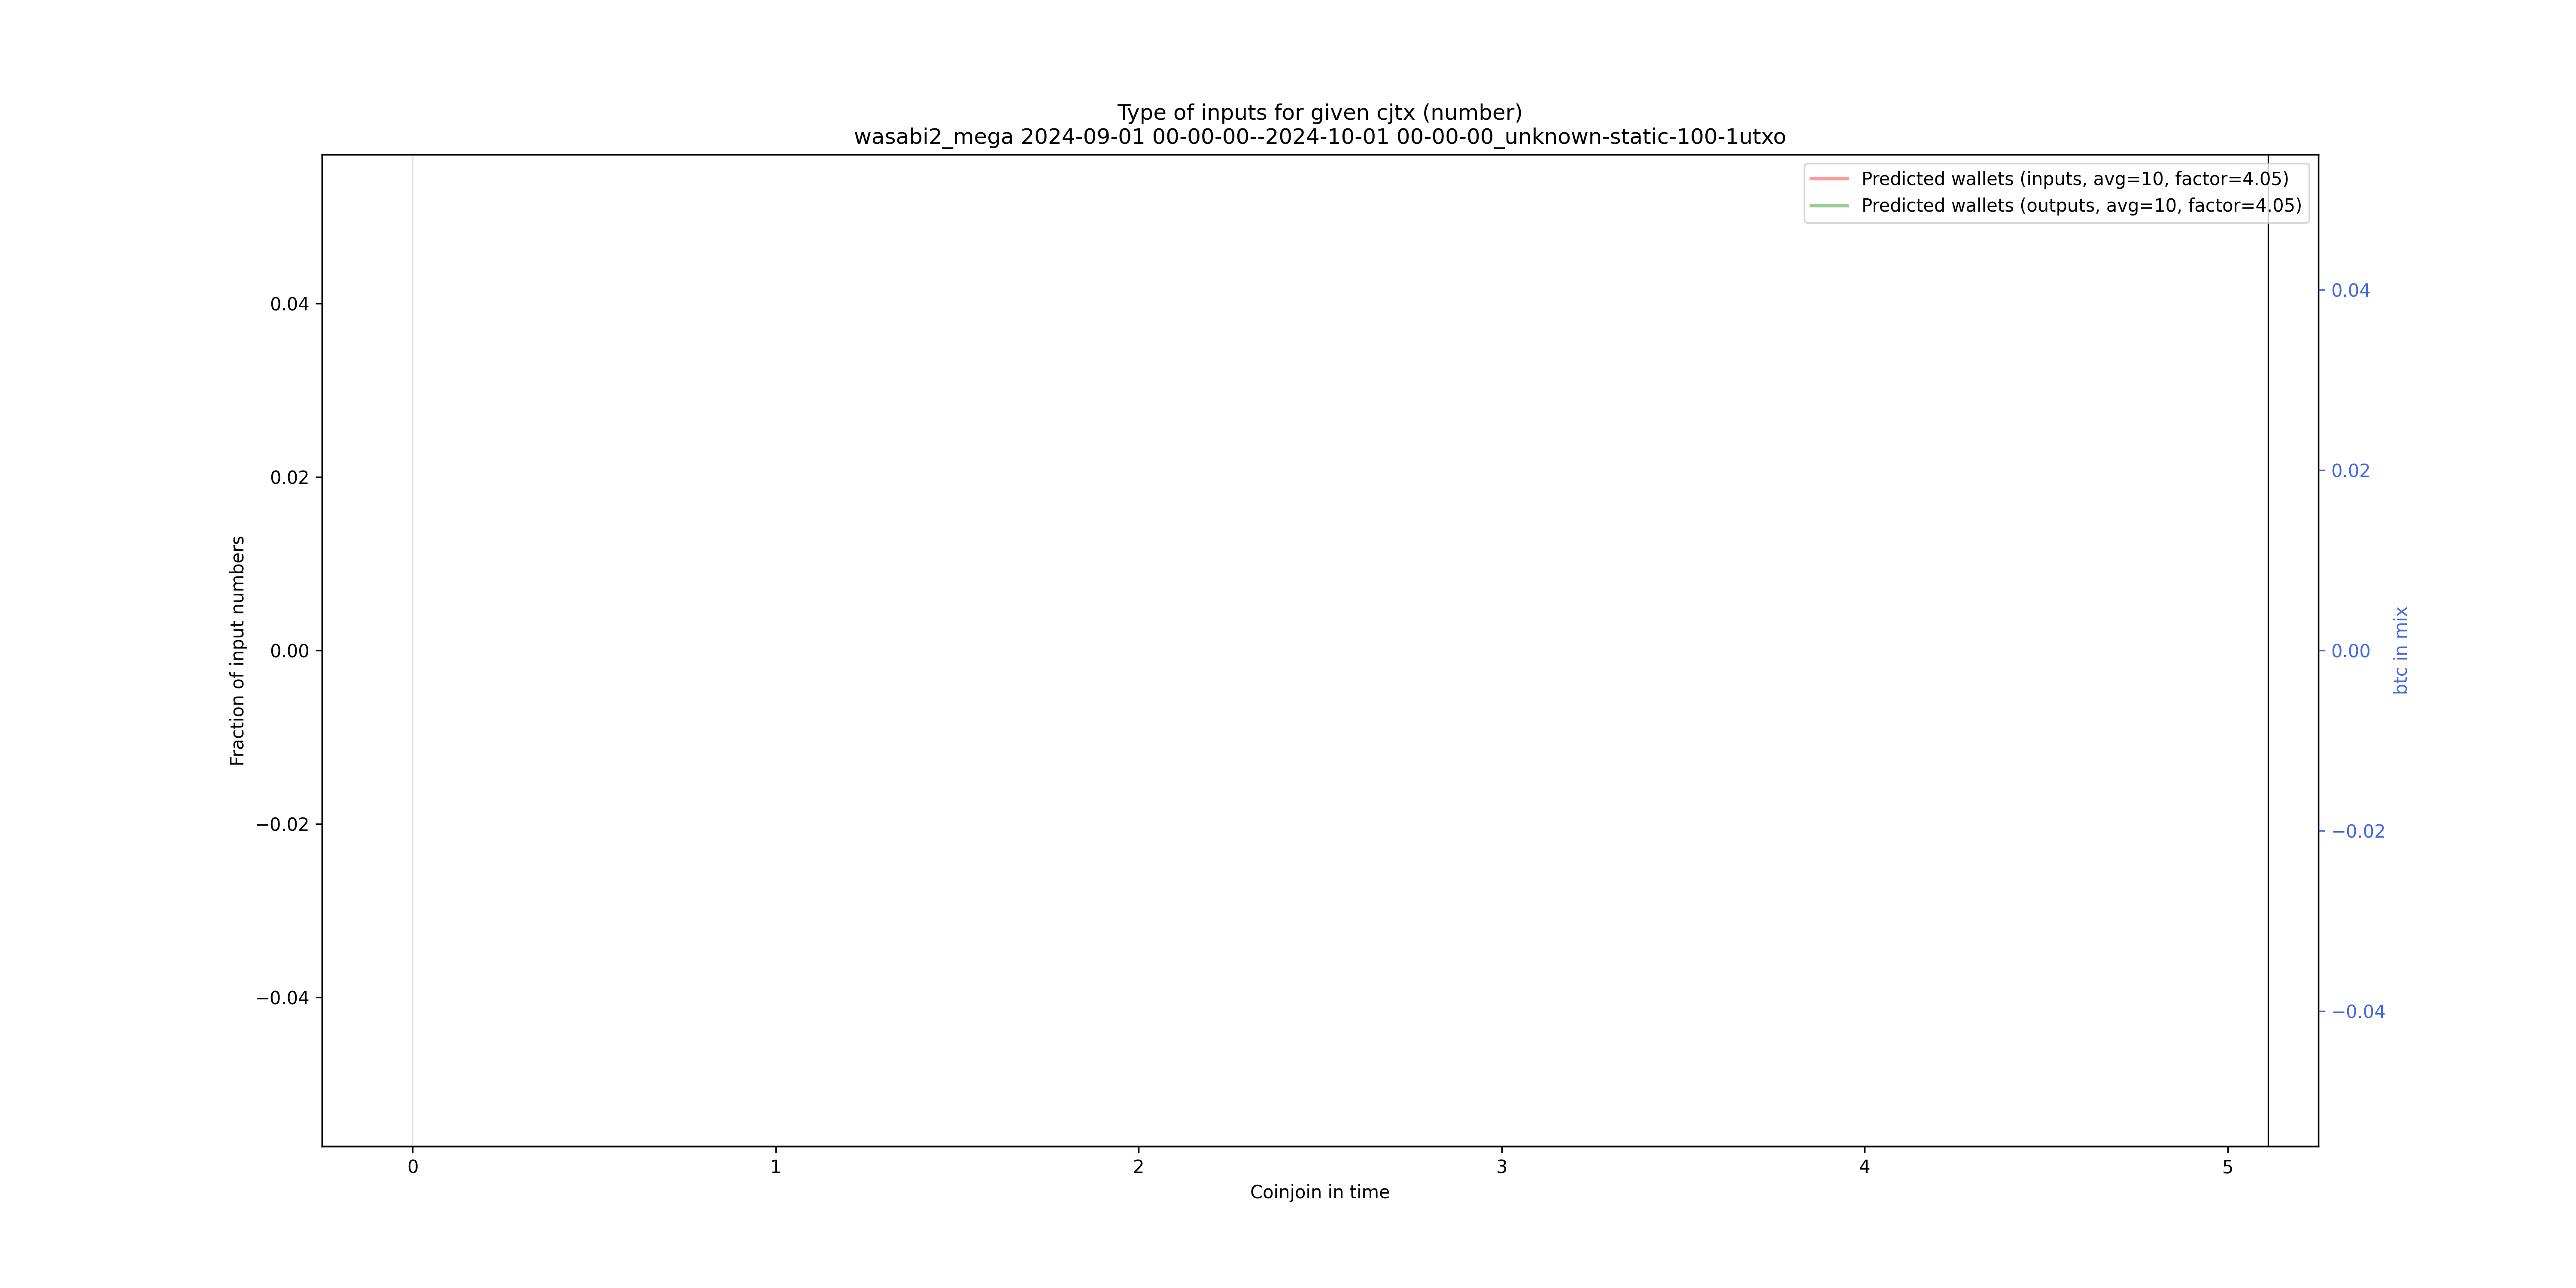 Type of inputs for given cjtx (number)
wasabi2_mega 2024-09-01 00-00-00--2024-10-01 00-00-00_unknown-static-100-1utxo
Predicted wallets (inputs, avg=10, factor=4.05)
Predicted wallets (outputs, avg=10, factor=4.05)
Fraction of input numbers
0.04
0.02
0.00
−0.02
−0.04
0.04
0.02
0.00
−0.02
−0.04
btc in mix
0 1 2 3 4 5
Coinjoin in time